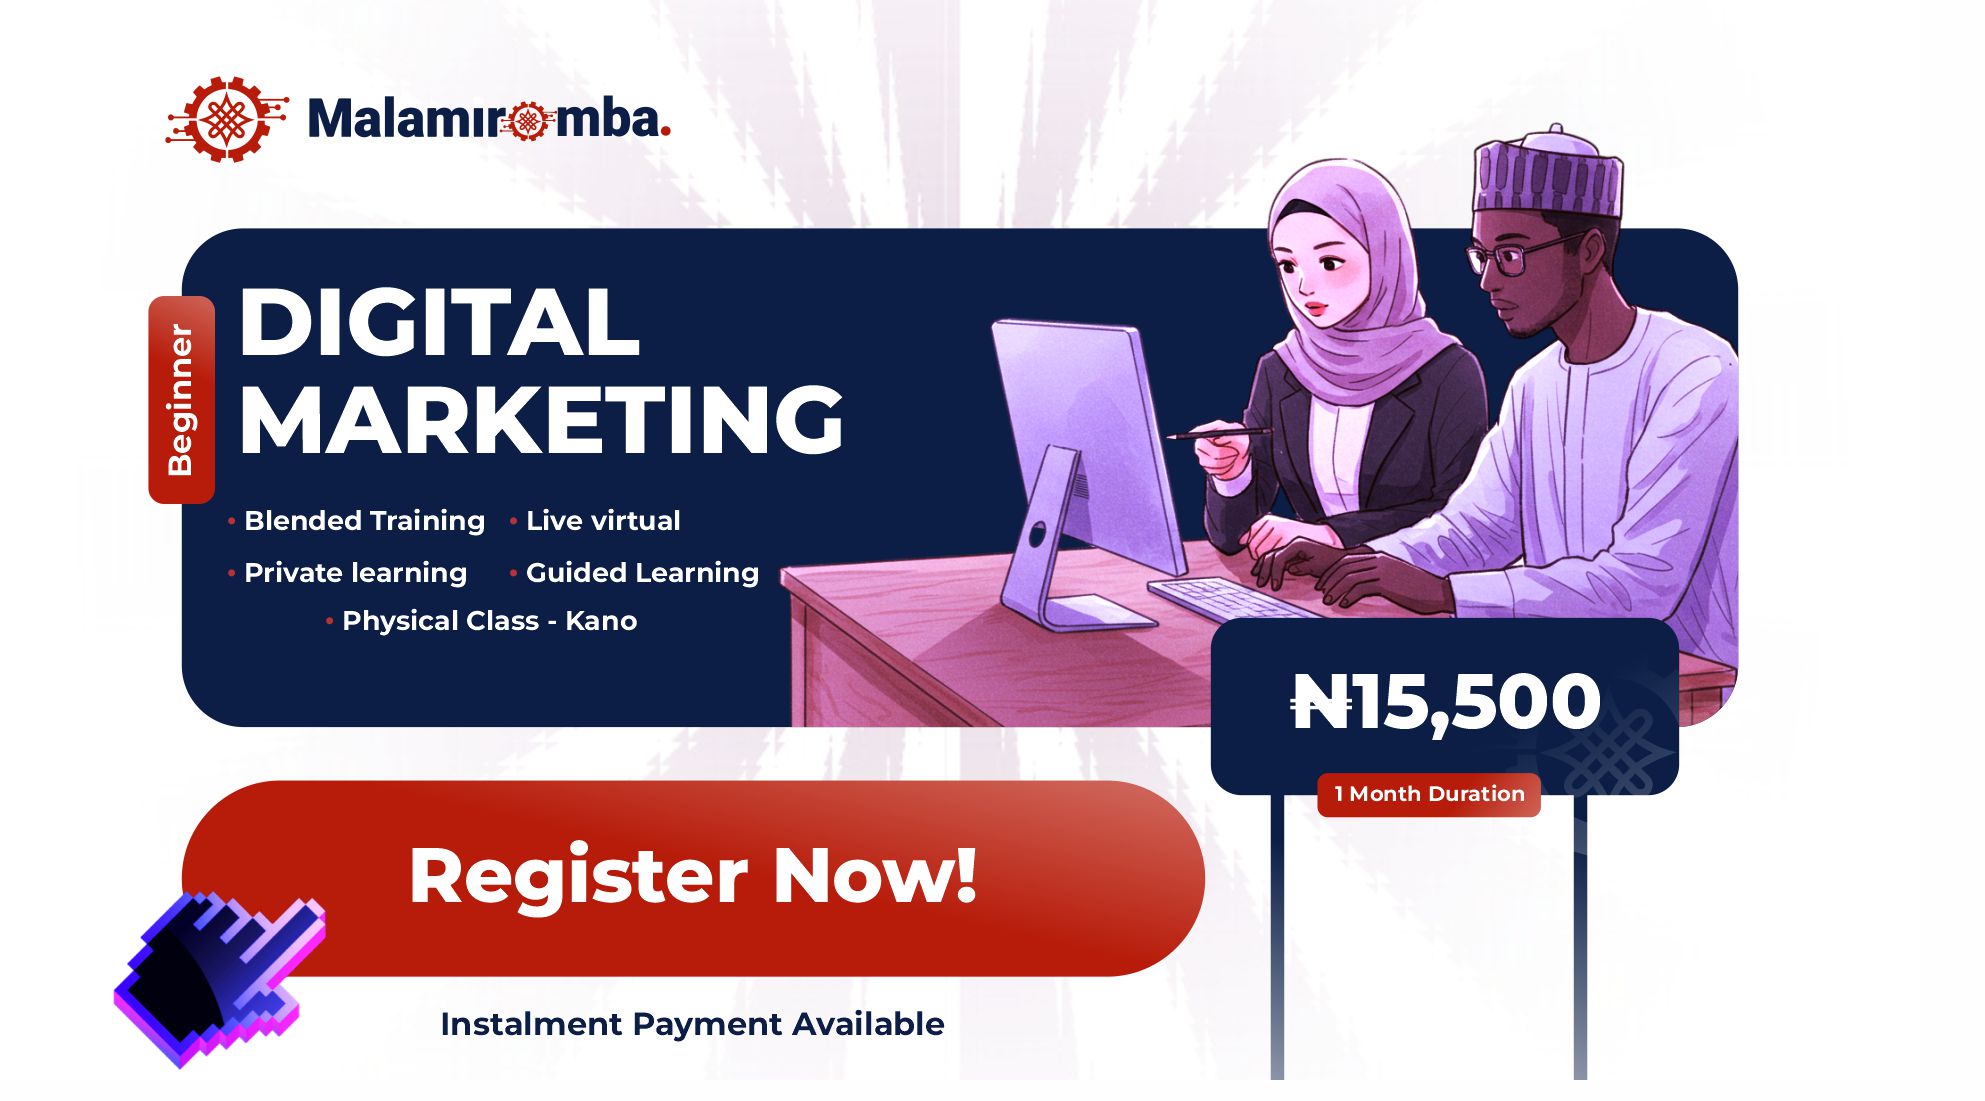 Malamıromba.
Beginner
DIGITAL
MARKETING
• Blended Training • Live virtual
• Private learning • Guided Learning
• Physical Class - Kano
₦15,500
1 Month Duration
Register Now!
Instalment Payment Available